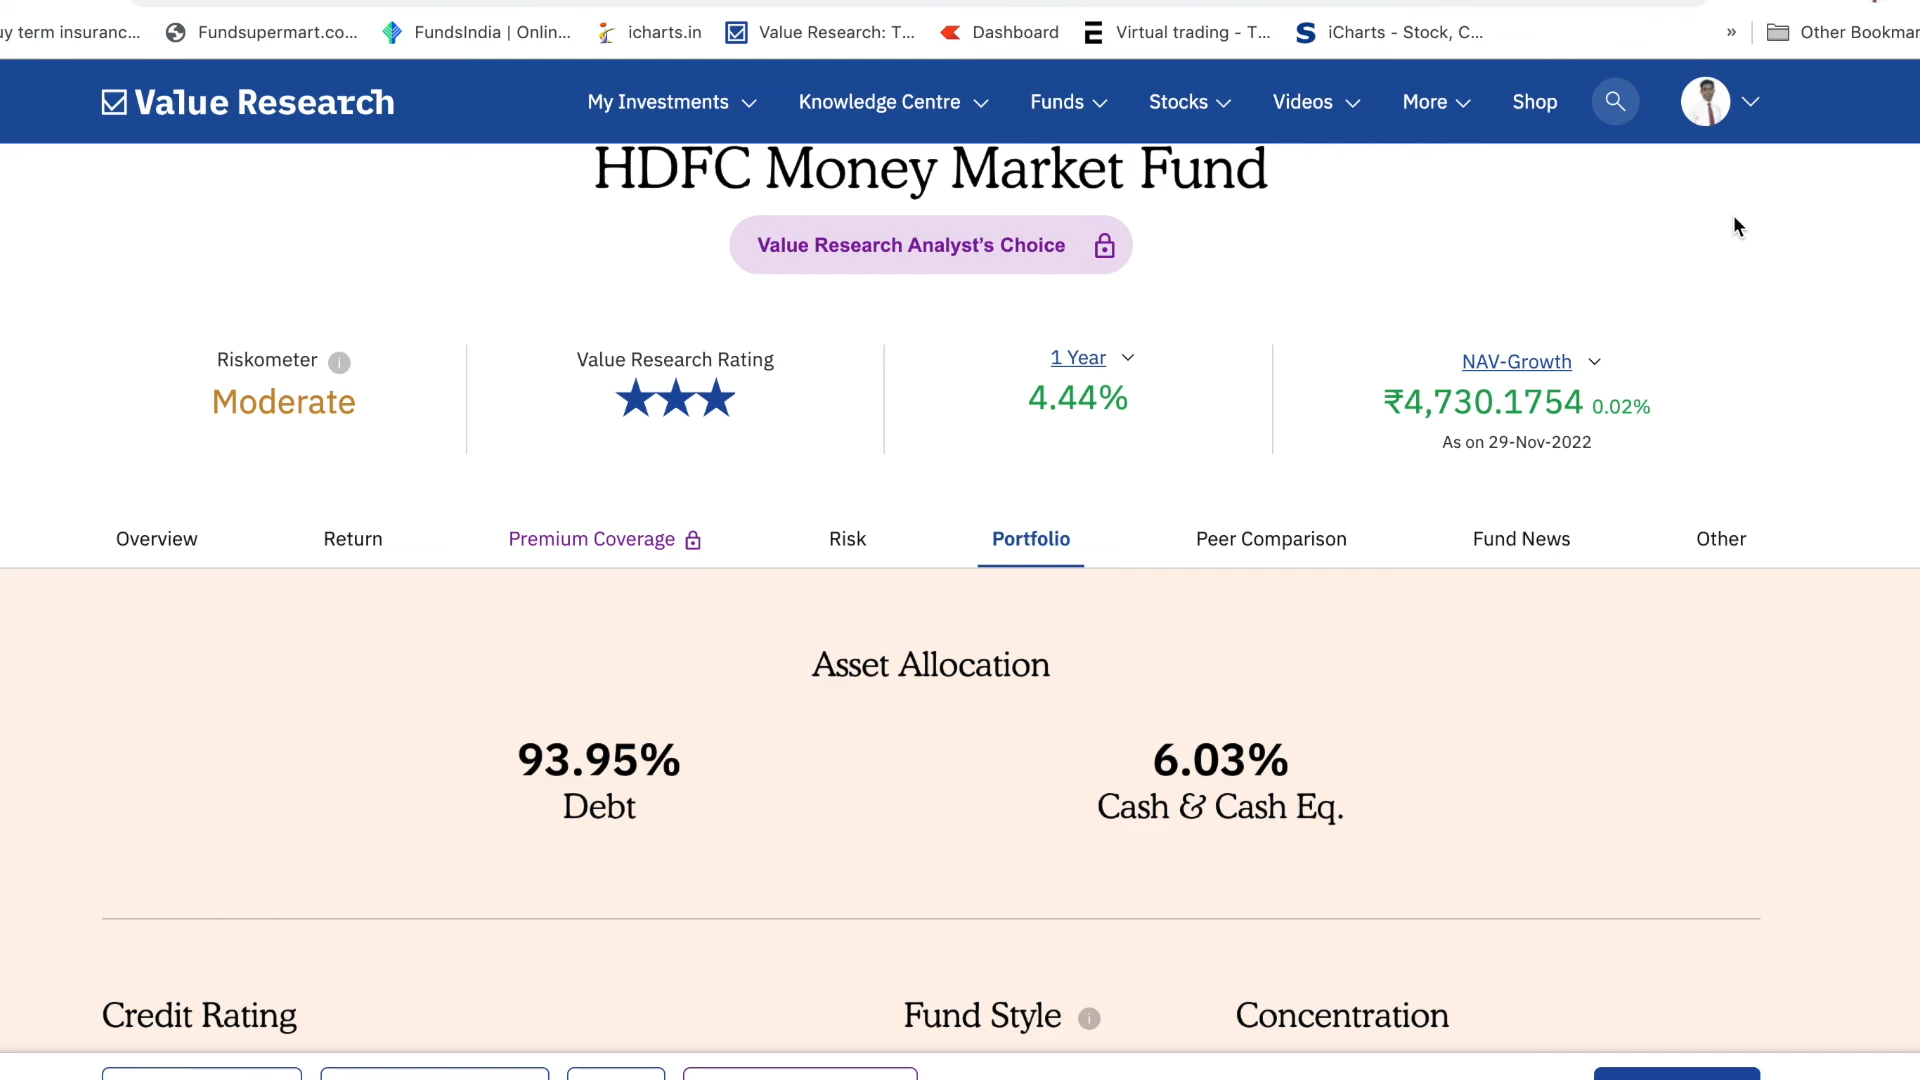 uy term insuranc... Fundsupermart.co... FundsIndia | Onlin... icharts.in Value Research: T... Dashboard Virtual trading - T... iCharts - Stock, C... » Other Bookmar
Value Research My Investments Knowledge Centre Funds Stocks Videos More Shop
HDFC Money Market Fund
Value Research Analyst’s Choice
Riskometer Value Research Rating 1 Year NAV-Growth
Moderate 4.44% ₹4,730.1754 0.02%
As on 29-Nov-2022
Overview Return Premium Coverage Risk Portfolio Peer Comparison Fund News Other
Asset Allocation
93.95% 6.03%
Debt Cash & Cash Eq.
Credit Rating Fund Style Concentration